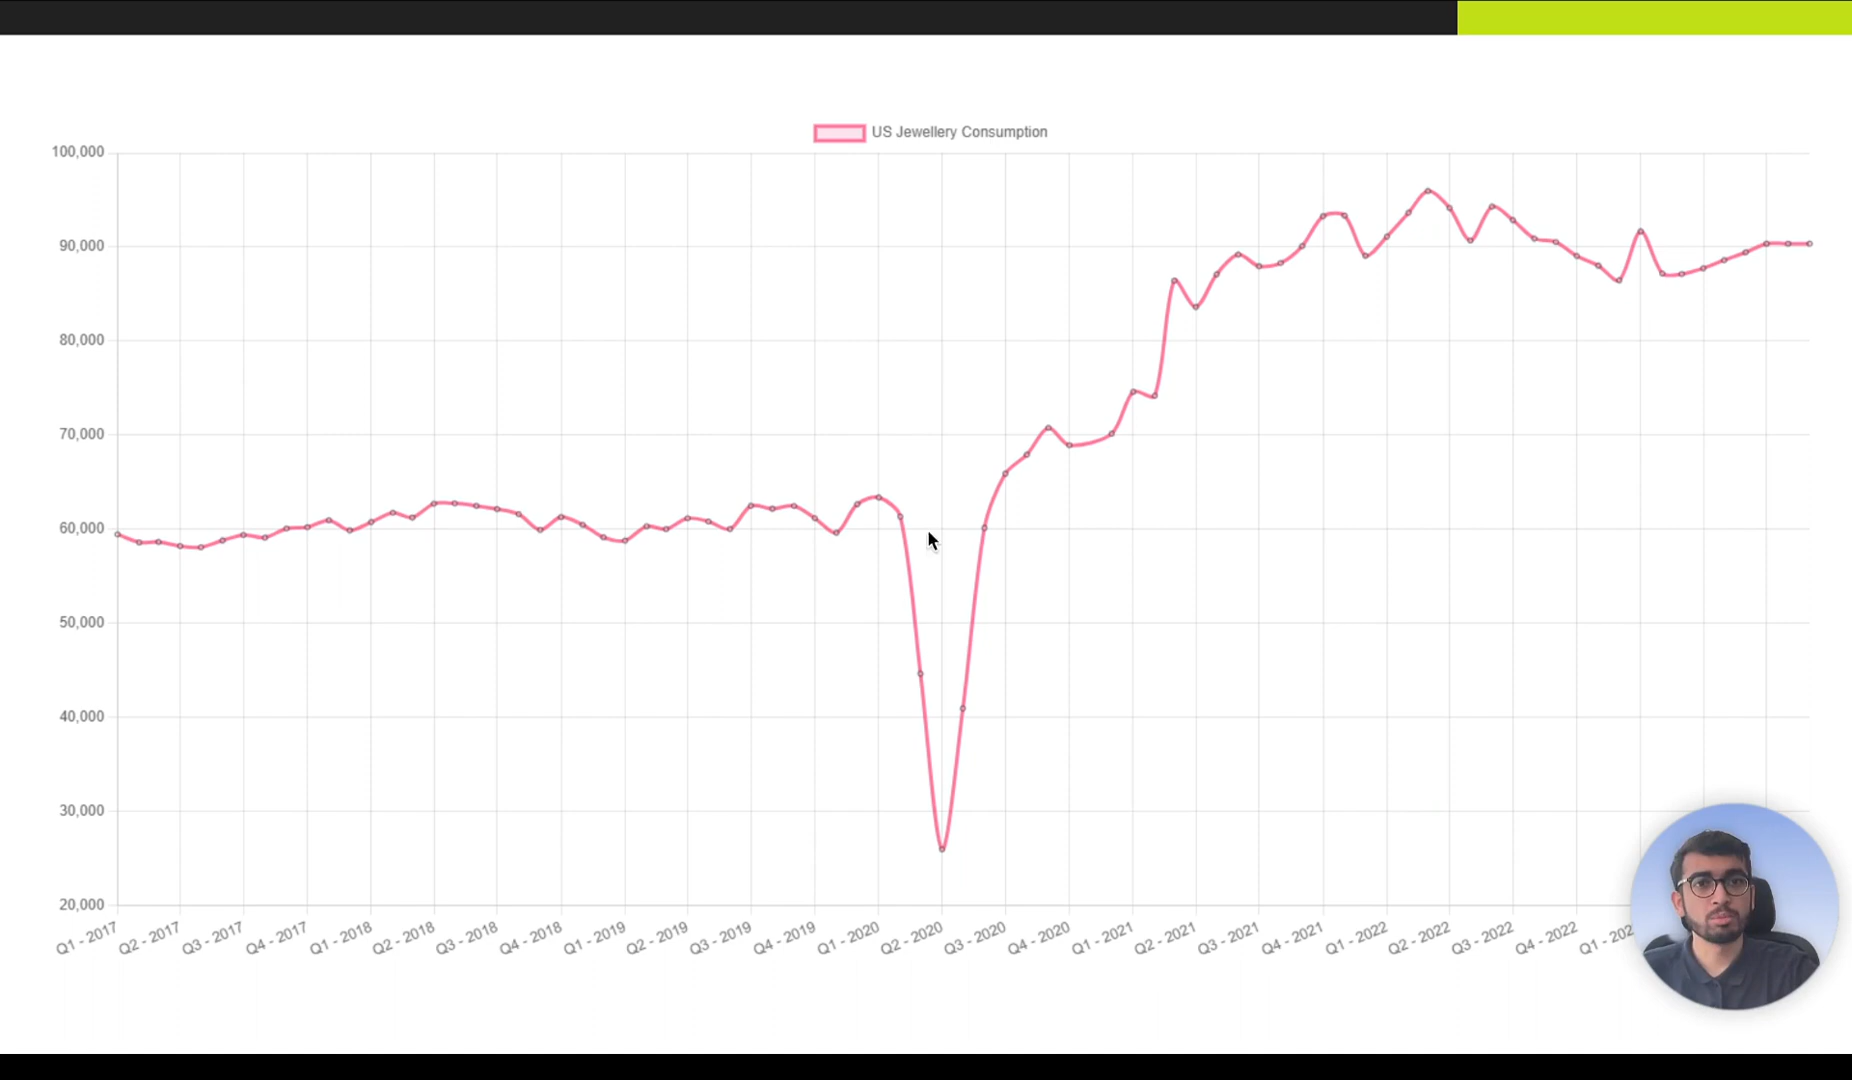 US Jewellery Consumption
100,000
90,000
80,000
70,000
60,000
50,000
40,000
30,000
20,000
Q1 - 2017
Q2 - 2017
Q3 - 2017
Q4 - 2017
Q1 - 2018
Q2 - 2018
Q3 - 2018
Q4 - 2018
Q1 - 2019
Q2 - 2019
Q3 - 2019
Q4 - 2019
Q1 - 2020
Q2 - 2020
Q3 - 2020
Q4 - 2020
Q1 - 2021
Q2 - 2021
Q3 - 2021
Q4 - 2021
Q1 - 2022
Q2 - 2022
Q3 - 2022
Q4 - 2022
Q1 - 202